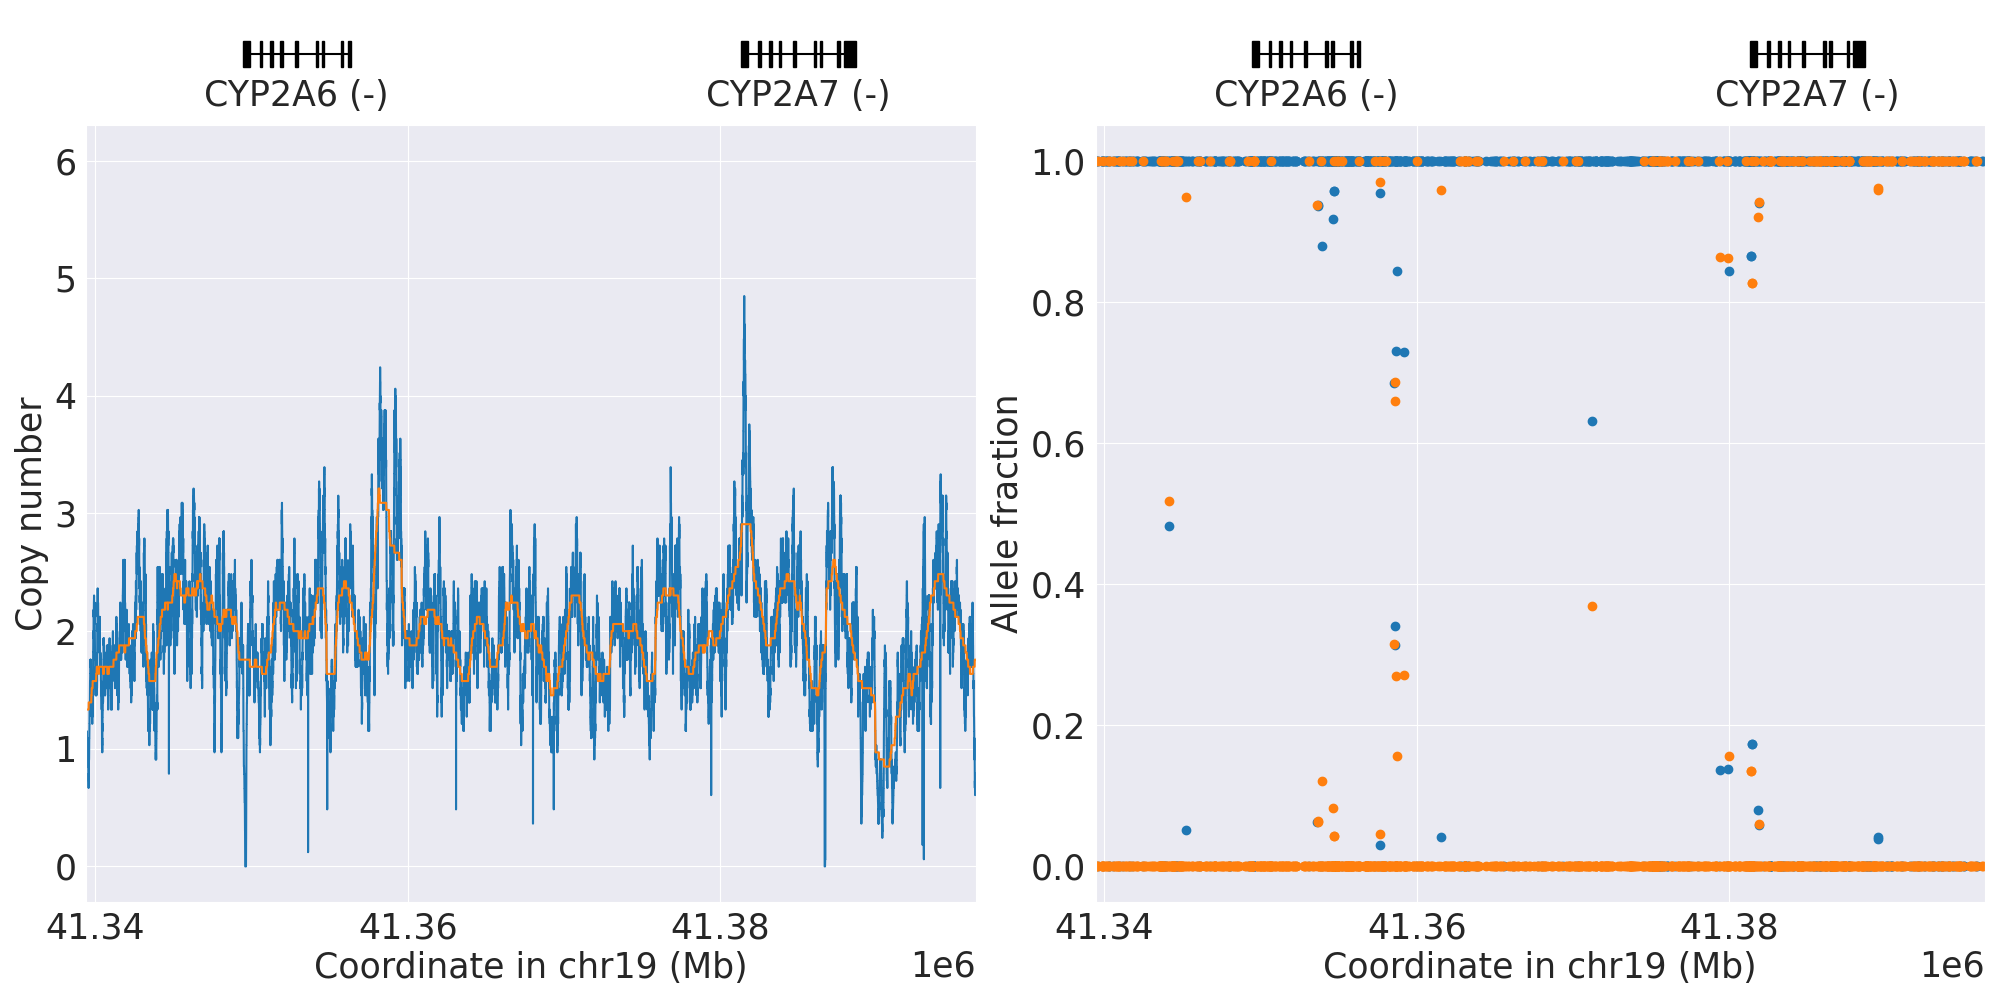 CYP2A6 (-)
CYP2A7 (-)
6
5
4
3
2
1
0
Copy number
41.34
41.36
41.38
Coordinate in chr19 (Mb)
1e6
CYP2A6 (-)
CYP2A7 (-)
1.0
0.8
0.6
0.4
0.2
0.0
Allele fraction
41.34
41.36
41.38
Coordinate in chr19 (Mb)
1e6